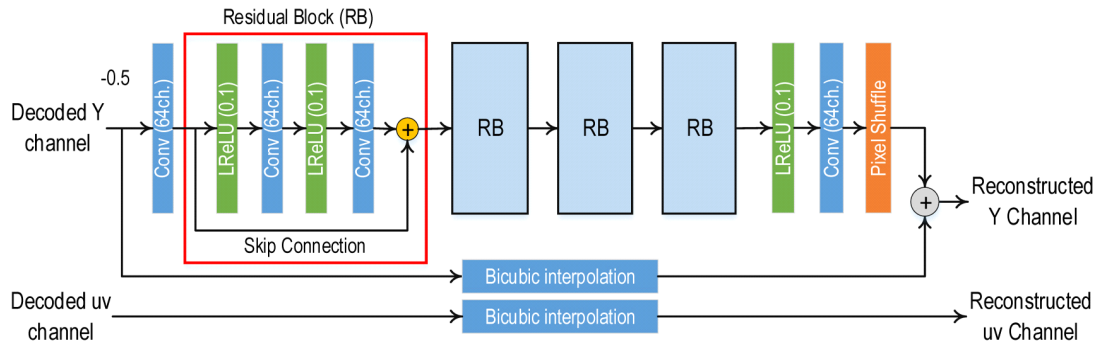 Residual Block (RB)
-0.5
Decoded Y
channel
Conv (64ch.)
LReLU (0.1)
Conv (64ch.)
LReLU (0.1)
Conv (64ch.)
+
Skip Connection
RB
RB
RB
LReLU (0.1)
Conv (64ch.)
Pixel Shuffle
+
Reconstructed
Y Channel
Bicubic interpolation
Decoded uv
channel
Bicubic interpolation
Reconstructed
uv Channel